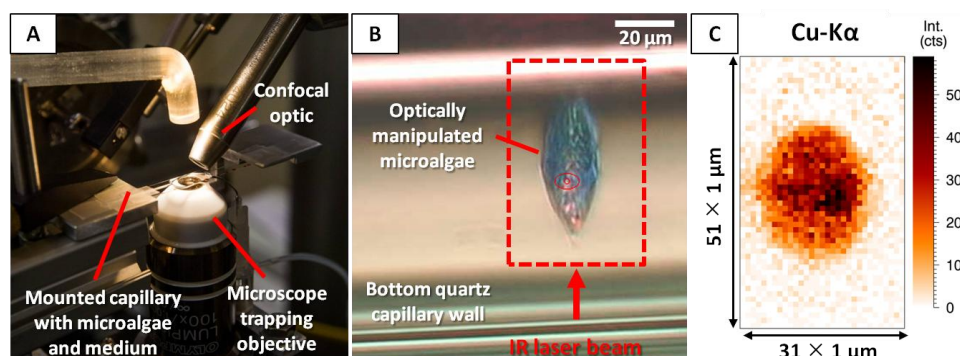 A
Confocal
optic
Mounted capillary
with microalgae
and medium
Microscope
trapping
objective
100x
B
20 µm
Optically
manipulated
microalgae
Bottom quartz
capillary wall
IR laser beam
C
Cu-Kα
Int.
(cts)
50
40
30
20
10
0
51 × 1 µm
31 × 1 µm